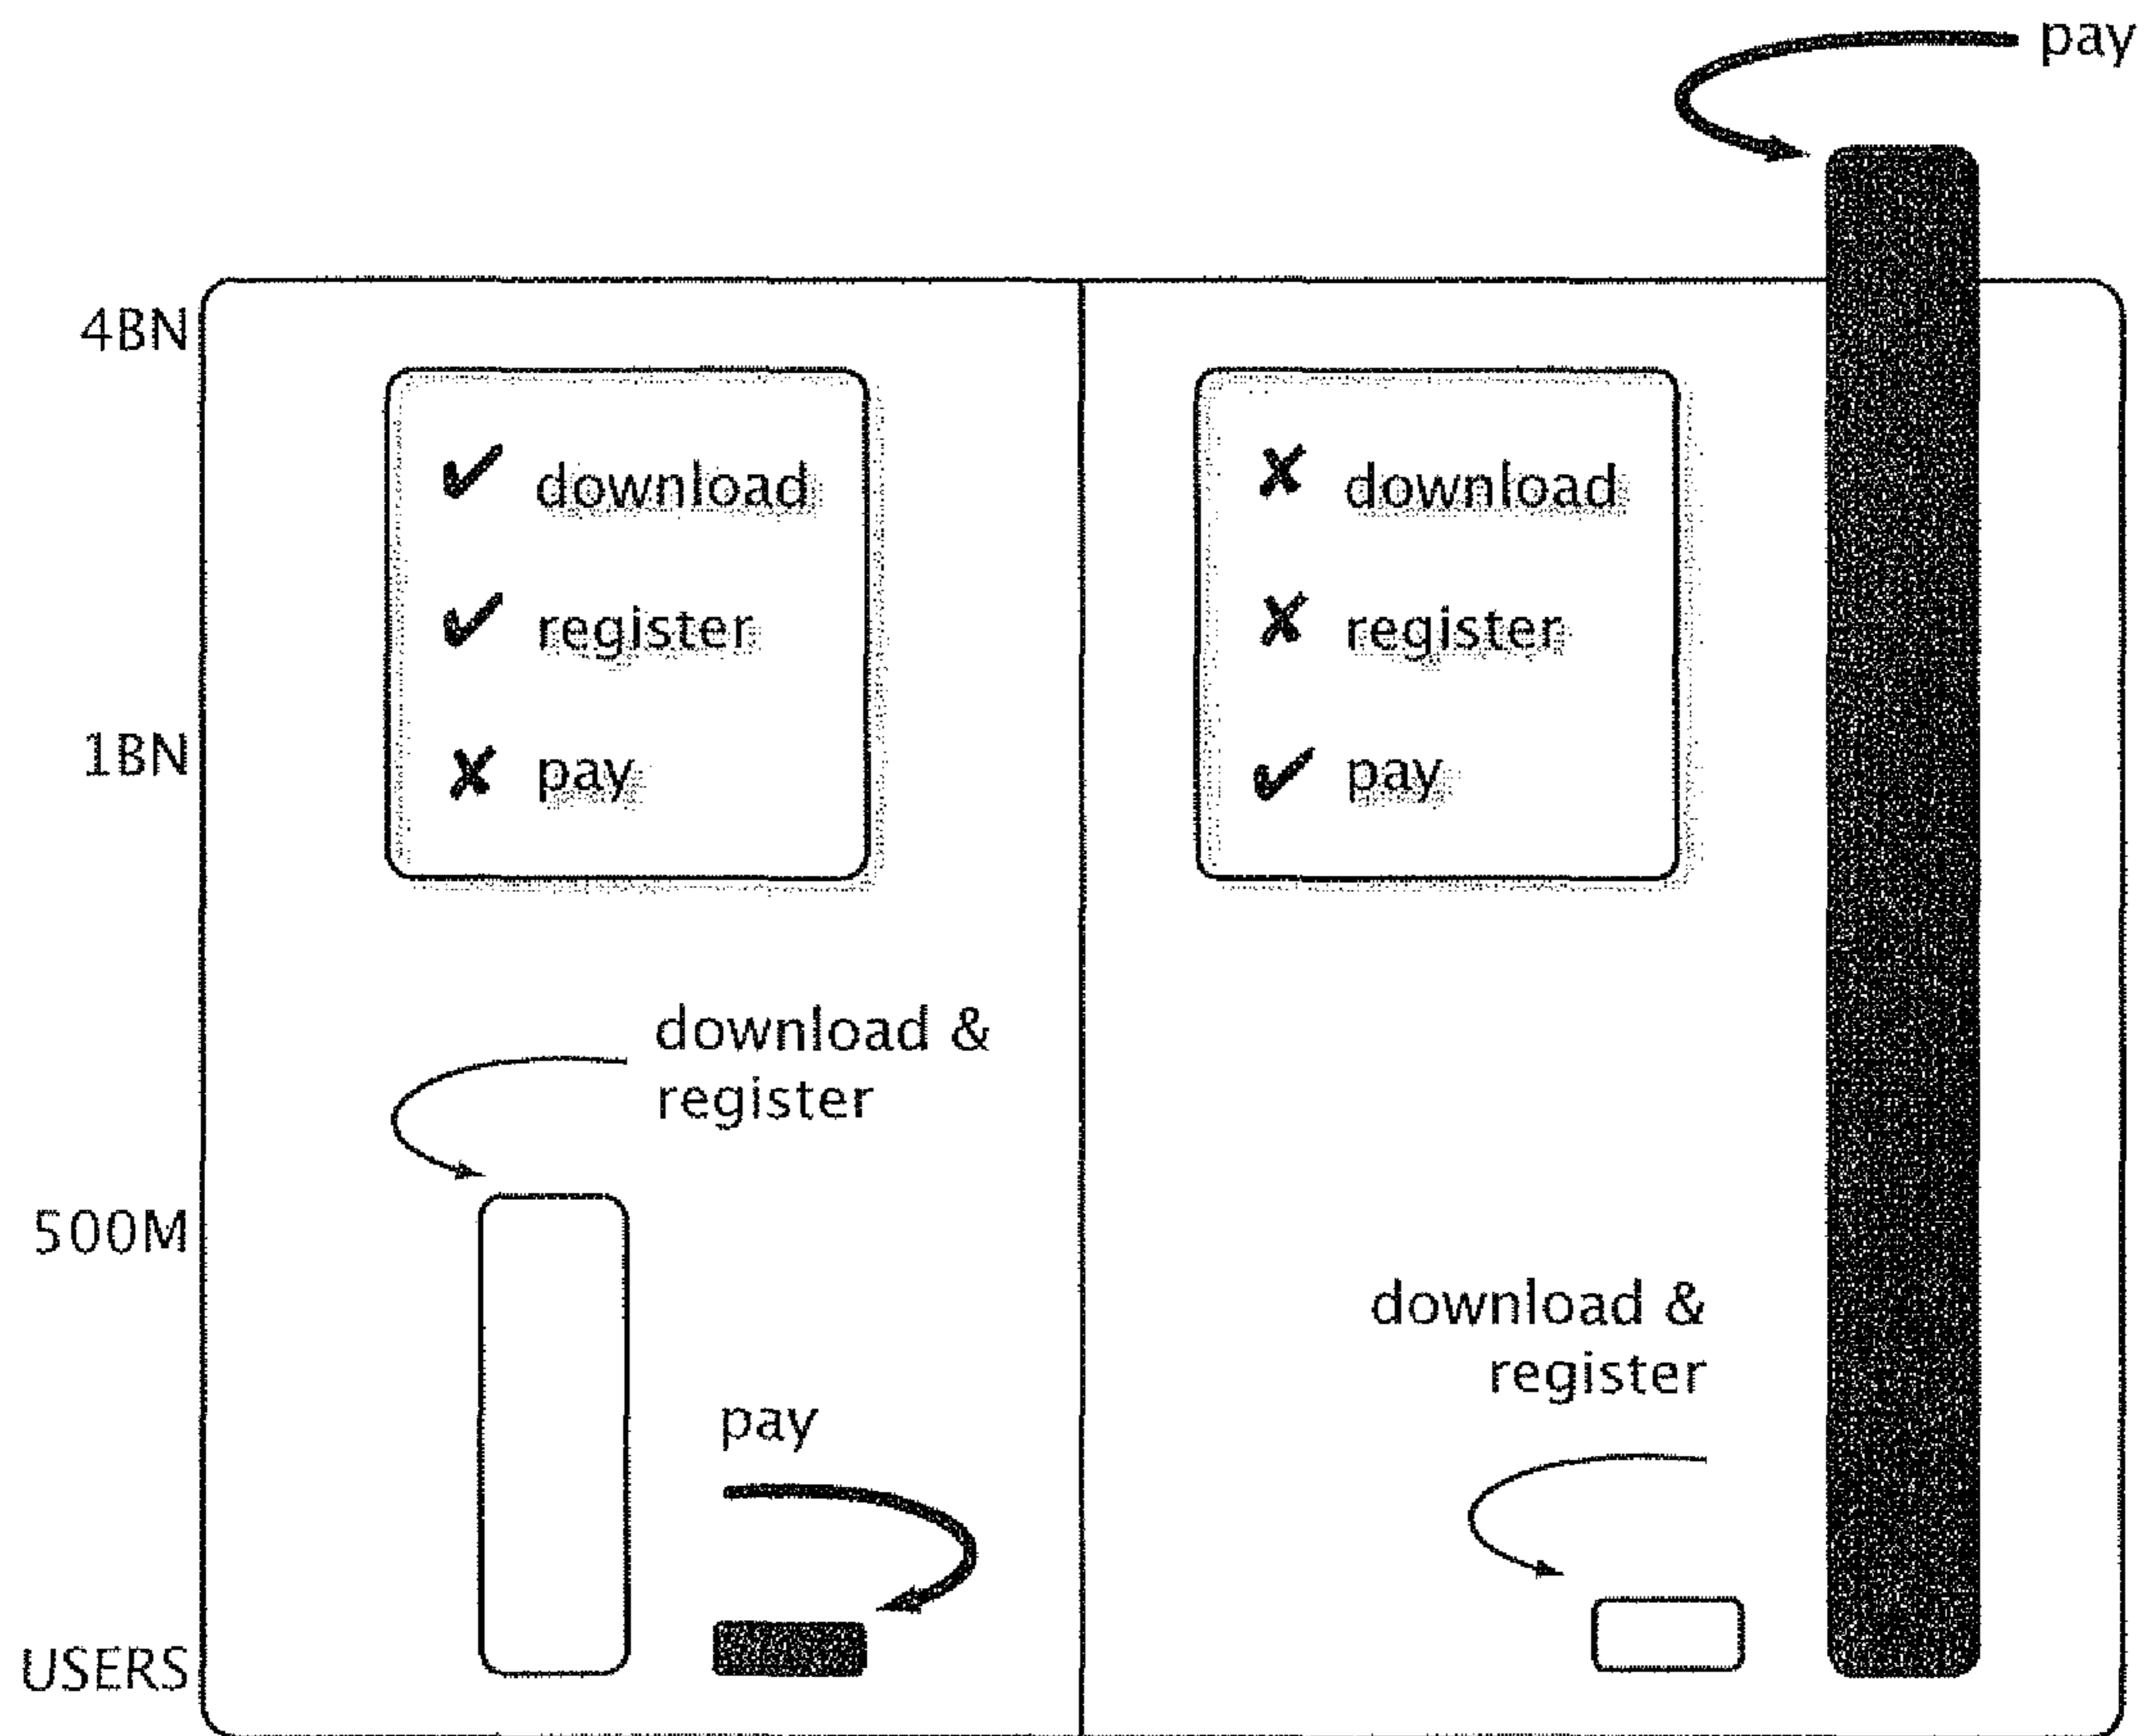 pay
4BN
1BN
500M
USERS
✔ download
✔ register
✘ pay
download &
register
pay
✘ download
✘ register
✔ pay
download &
register